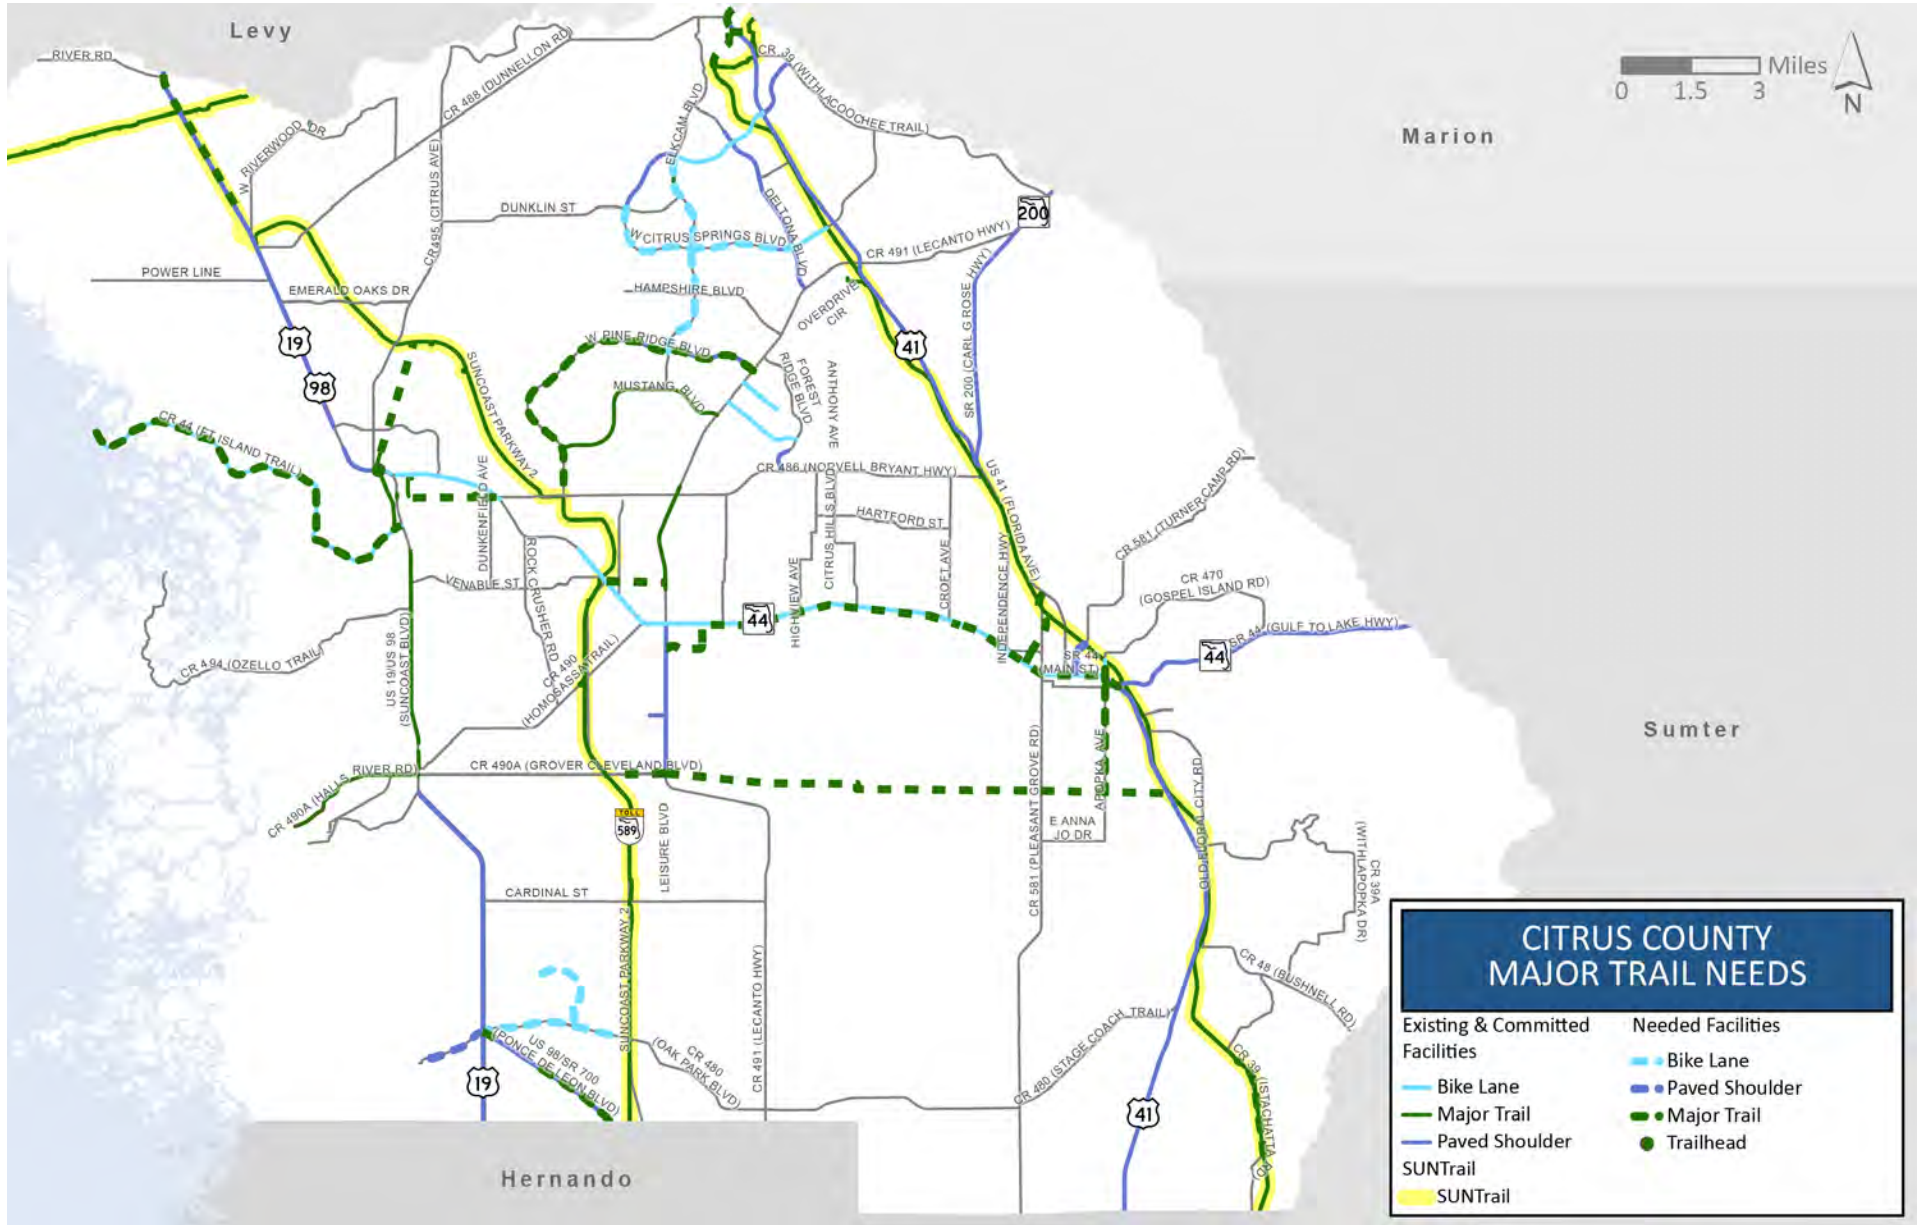 Levy
RIVER RD
CR 488 (DUNNELLON RD)
CR 39 (WITHLACOOCHEE TRAIL)
Miles
0 1.5 3
N
Marion
ELKCAM BLVD
W RIVERWOOD DR
CR495 (CITRUS AVE)
DUNKLIN ST
DELTONA BLVD
200
W CITRUS SPRINGS BLVD
CR 491 (LECANTO HWY)
POWER LINE
EMERALD OAKS DR
HAMPSHIRE BLVD
OVERDRIVE
CIR
SR 200 (CARL G ROSE HWY)
19
41
W PINE RIDGE BLVD
98
SUNCOAST PARKWAY 2
MUSTANG BLVD
FOREST
RIDGE BLVD
ANTHONY AVE
CR 44 (FT ISLAND TRAIL)
CR 486 (NORVELL BRYANT HWY)
US 41 (FLORIDA AVE)
CR 581 (TURNER CAMP RD)
DUNKENFIELD AVE
HARTFORD ST
CITRUS HILLS BLVD
ROCK CRUSHER RD
VENABLE ST
HIGHVIEW AVE
CROFT AVE
INDEPENDENCE HWY
CR 470
(GOSPEL ISLAND RD)
44
SR 44 (GULF TO LAKE HWY)
44
CR 494 (OZELLO TRAIL)
US 19/US 98
(SUNCOAST BLVD)
CR 490
(HOMOSASSA TRAIL)
SR 44
(MAIN ST)
Sumter
CR 490A (HALLS RIVER RD)
CR 490A (GROVER CLEVELAND BLVD)
CR 581 (PLEASANT GROVE RD)
APOPKA AVE
OLD FLORAL CITY RD
TOLL
589
LEISURE BLVD
E ANNA
JO DR
CR 39A
(WITHLAPOPKA DR)
CARDINAL ST
SUNCOAST PARKWAY 2
CR 491 (LECANTO HWY)
CR 48 (BUSHNELL RD)
US 98/SR 700
(PONCE DE LEON BLVD)
CR 480
(OAK PARK BLVD)
CR 480 (STAGE COACH TRAIL)
CR 39 (ISTACHATTA RD)
19
41
Hernando
CITRUS COUNTY
MAJOR TRAIL NEEDS
Existing & Committed
Facilities
Bike Lane
Major Trail
Paved Shoulder
SUNTrail
SUNTrail
Needed Facilities
Bike Lane
Paved Shoulder
Major Trail
Trailhead